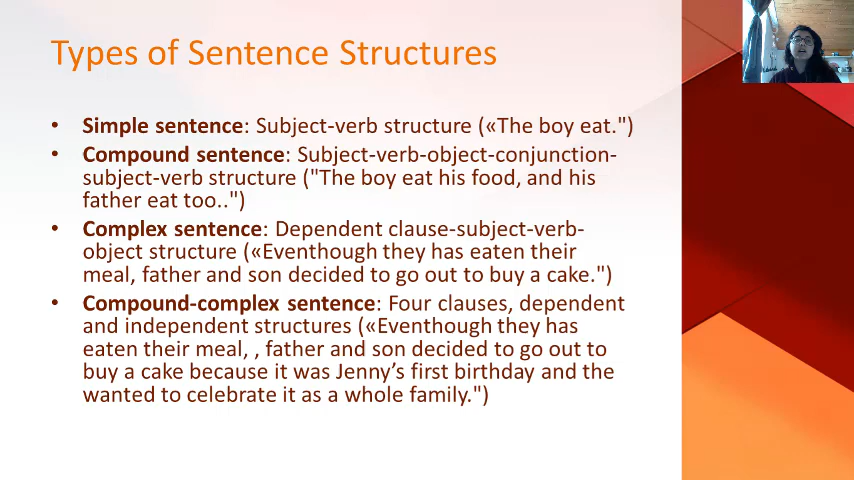 Types of Sentence Structures
• Simple sentence: Subject-verb structure («The boy eat.")
• Compound sentence: Subject-verb-object-conjunction-
subject-verb structure ("The boy eat his food, and his
father eat too..")
• Complex sentence: Dependent clause-subject-verb-
object structure («Eventhough they has eaten their
meal, father and son decided to go out to buy a cake.")
• Compound-complex sentence: Four clauses, dependent
and independent structures («Eventhough they has
eaten their meal, , father and son decided to go out to
buy a cake because it was Jenny’s first birthday and the
wanted to celebrate it as a whole family.")